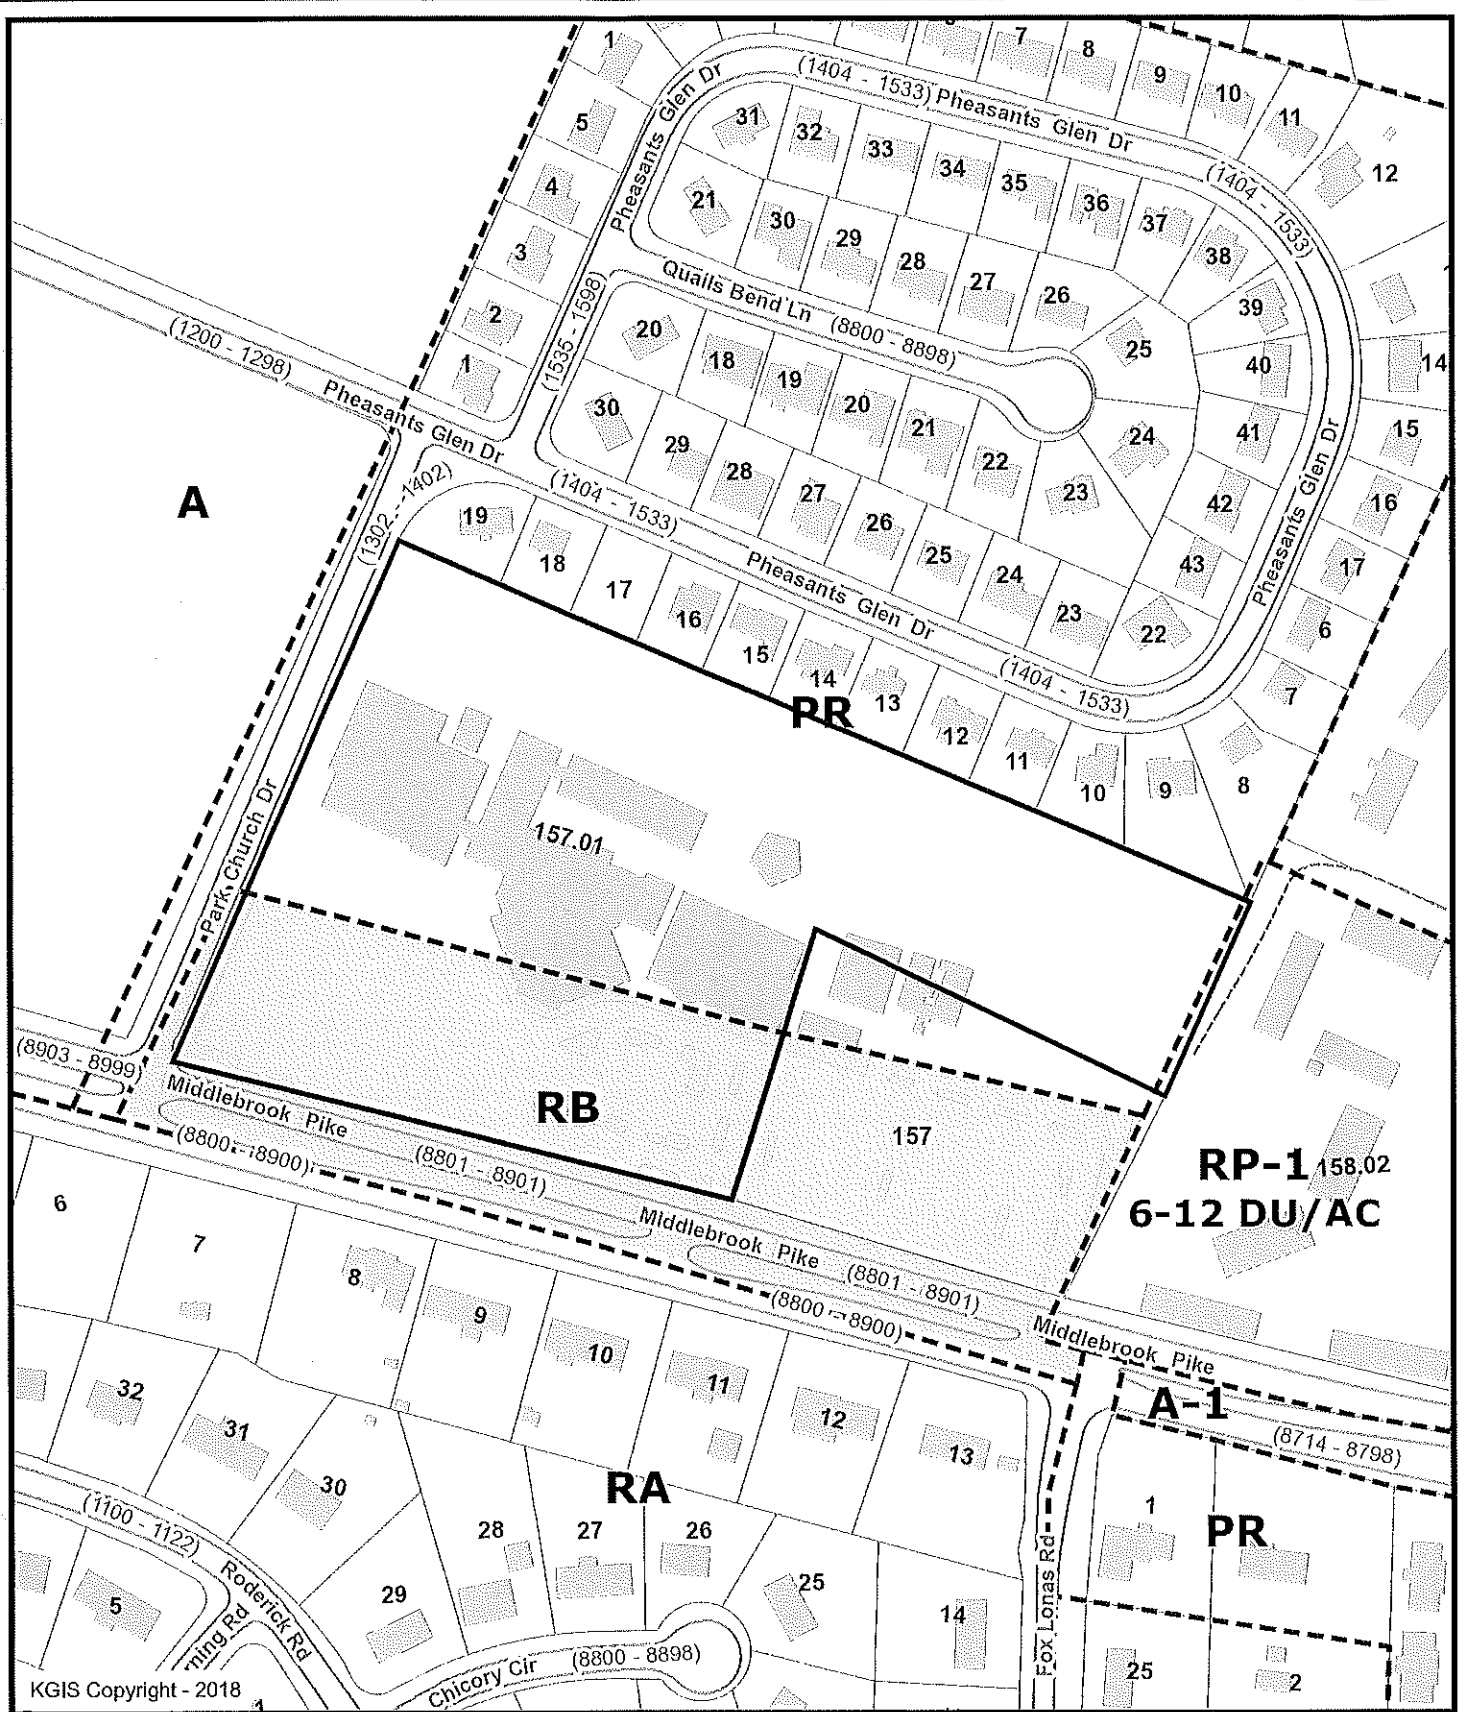 1
7
8
9
10
11
12
(1404 - 1533) Pheasants Glen Dr
Pheasants Glen Dr
(1404 - 1533)
5
31
32
33
34
35
36
37
38
4
21
30
29
28
27
26
39
3
Quails Bend Ln (8800 - 8898)
25
40
14
2
(1535 - 1598)
20
18
19
20
21
22
23
24
41
15
1
(1200 - 1298)
Pheasants Glen Dr
30
29
28
27
26
25
24
23
22
42
16
43
17
Pheasants Glen Dr
6
7
A
(1302 - 1402)
(1404 - 1533)
Pheasants Glen Dr
(1404 - 1533)
19
18
17
16
15
14
13
12
11
10
9
8
PR
157.01
Park Church Dr
(8903 - 8999)
Middlebrook Pike
(8800 - 8900)
(8801 - 8901)
RB
157
RP-1
158.02
6-12 DU/AC
Middlebrook Pike (8801 - 8901)
(8800 - 8900)
Middlebrook Pike
A-1
(8714 - 8798)
6
7
8
9
10
11
12
13
32
31
30
RA
1
PR
(1100 - 1122)
Roderick Rd
28
27
26
29
25
14
Fox Lonas Rd
5
ming Rd
Chicory Cir (8800 - 8898)
25
2
KGIS Copyright - 2018
1